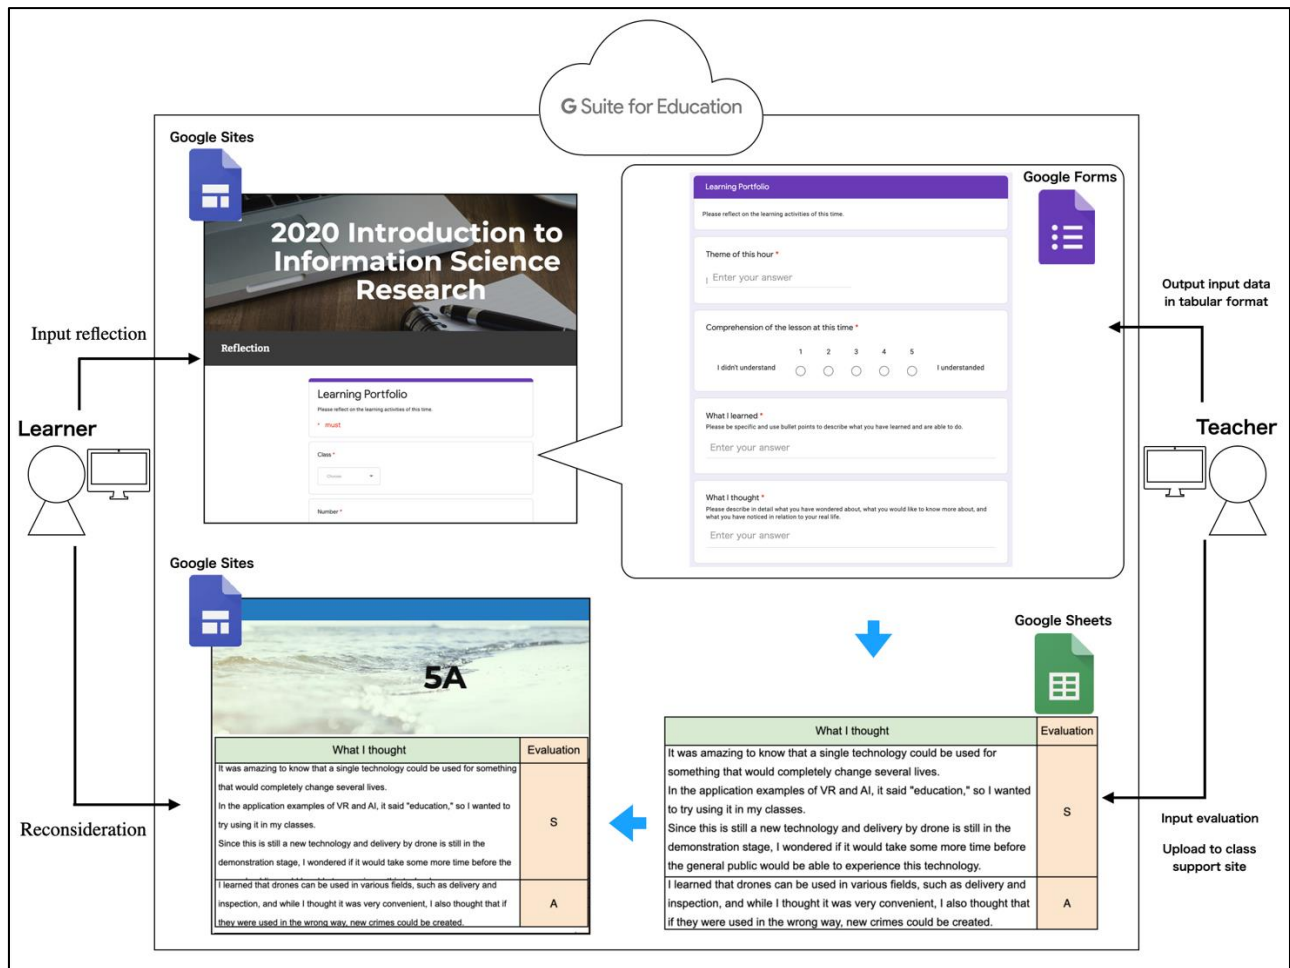 G Suite for Education
Google Sites
2020 Introduction to
Information Science
Research
Reflection
Learning Portfolio
Please reflect on the learning activities of this time.
* must
Class *
Choose
Number *
Input reflection
Learner
Google Forms
Learning Portfolio
Please reflect on the learning activities of this time.
Theme of this hour *
Enter your answer
Comprehension of the lesson at this time *
1 2 3 4 5
I didn't understand
I understanded
What I learned *
Please be specific and use bullet points to describe what you have learned and are able to do.
Enter your answer
What I thought *
Please describe in detail what you have wondered about, what you would like to know more about, and
what you have noticed in relation to your real life.
Enter your answer
Output input data
in tabular format
Teacher
Google Sites
5A
What I thought Evaluation
It was amazing to know that a single technology could be used for something
that would completely change several lives.
In the application examples of VR and AI, it said "education," so I wanted to
try using it in my classes.
Since this is still a new technology and delivery by drone is still in the
demonstration stage, I wondered if it would take some more time before the
S
I learned that drones can be used in various fields, such as delivery and
inspection, and while I thought it was very convenient, I also thought that if
they were used in the wrong way, new crimes could be created.
A
Reconsideration
Google Sheets
What I thought Evaluation
It was amazing to know that a single technology could be used for
something that would completely change several lives.
In the application examples of VR and AI, it said "education," so I wanted
to try using it in my classes.
Since this is still a new technology and delivery by drone is still in the
demonstration stage, I wondered if it would take some more time before
the general public would be able to experience this technology.
S
I learned that drones can be used in various fields, such as delivery and
inspection, and while I thought it was very convenient, I also thought that
if they were used in the wrong way, new crimes could be created.
A
Input evaluation
Upload to class
support site